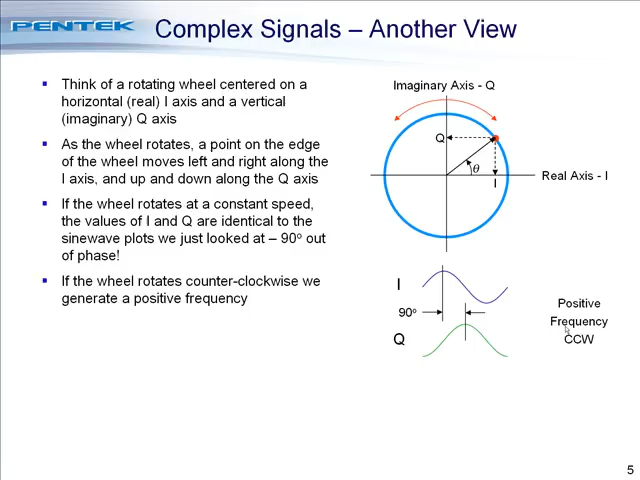 PENTEK
Complex Signals – Another View
Think of a rotating wheel centered on a
horizontal (real) I axis and a vertical
(imaginary) Q axis
As the wheel rotates, a point on the edge
of the wheel moves left and right along the
I axis, and up and down along the Q axis
If the wheel rotates at a constant speed,
the values of I and Q are identical to the
sinewave plots we just looked at – 90º out
of phase!
If the wheel rotates counter-clockwise we
generate a positive frequency
Imaginary Axis - Q
Q
θ
I
Real Axis - I
I
90º
Q
Positive
Frequency
CCW
5